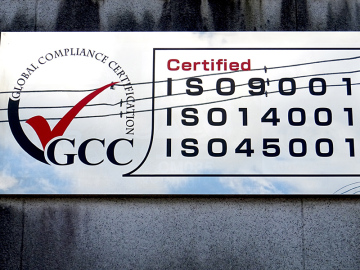 GLOBAL COMPLIANCE CERTIFICATION
GCC
Certified
ISO9001
ISO14001
ISO45001